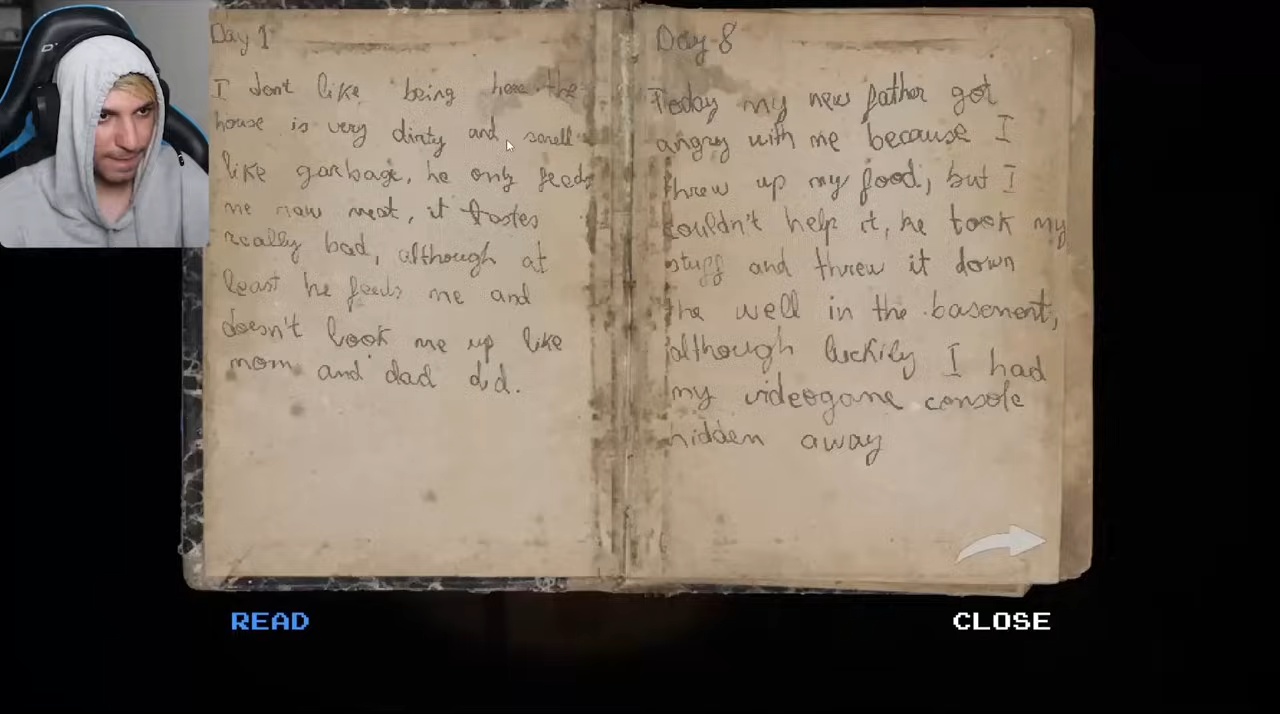 Day 1
I dont like being here the
house is very dirty and smell
like garbage, he only feeds
me raw meat, it tastes
really bad, although at
least he feeds me and
doesn't look me up like
mom and dad did.
Day 8
Today my new father got
angry with me because I
threw up my food, but I
couldn't help it, he took my
stuff and threw it down
the well in the basement,
although luckily I had
my videogame console
hidden away
READ
CLOSE